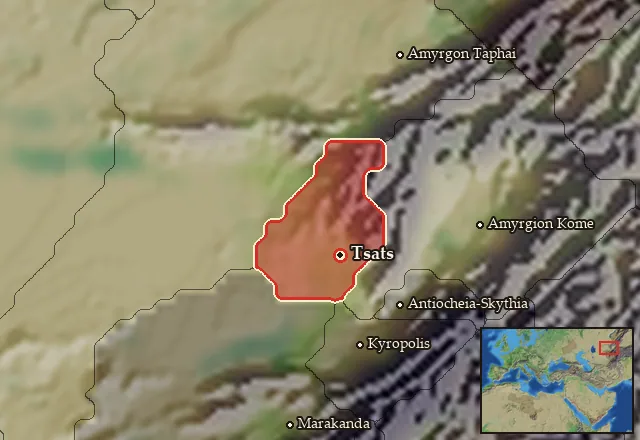 Amyrgon Taphai
Amyrgion Kome
Tsats
Antiocheia-Skythia
Kyropolis
Marakanda